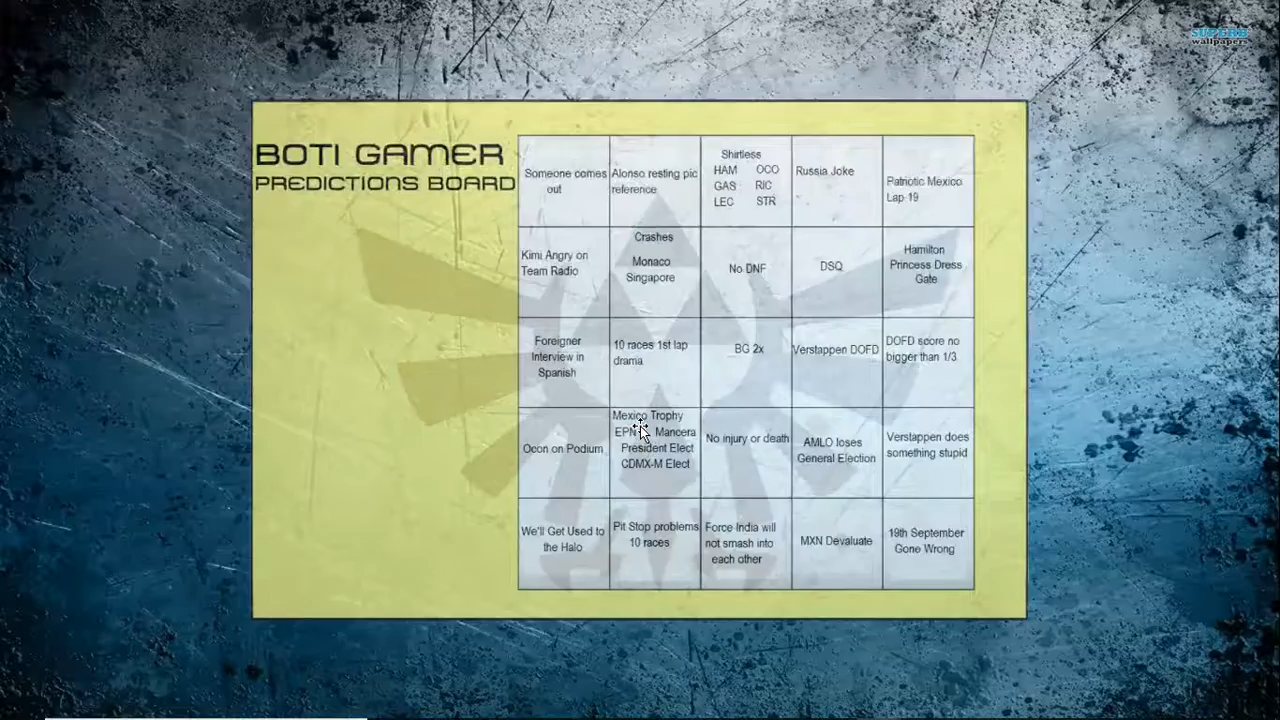 SUPERB
wallpapers
BOTI GAMER
PREDICTIONS BOARD
Someone comes
out
Alonso resting pic
reference
Shirtless
HAM OCO
GAS RIC
LEC STR
Russia Joke
Patriotic Mexico
Lap 19
Kimi Angry on
Team Radio
Crashes
Monaco
Singapore
No DNF
DSQ
Hamilton
Princess Dress
Gate
Foreigner
Interview in
Spanish
10 races 1st lap
drama
BG 2x
Verstappen DOFD
DOFD score no
bigger than 1/3
Ocon on Podium
Mexico Trophy
EPN Mancera
President Elect
CDMX-M Elect
No injury or death
AMLO loses
General Election
Verstappen does
something stupid
We'll Get Used to
the Halo
Pit Stop problems
10 races
Force India will
not smash into
each other
MXN Devaluate
19th September
Gone Wrong